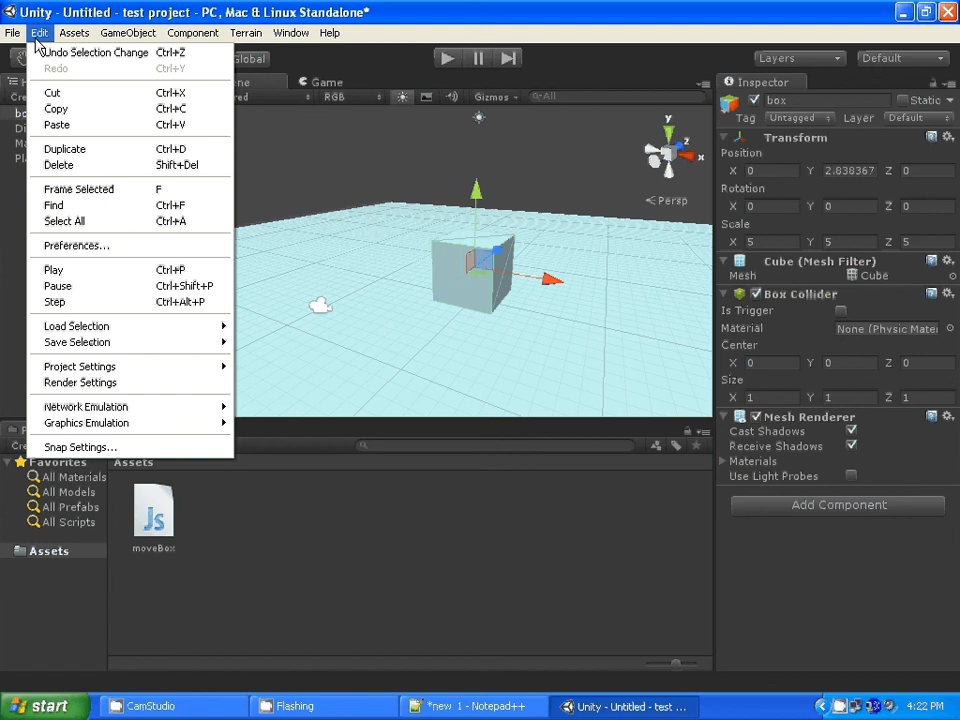 Unity - Untitled - test project - PC, Mac & Linux Standalone*
File Edit Assets GameObject Component Terrain Window Help
Global
Layers
Default
Undo Selection Change Ctrl+Z
Redo Ctrl+Y
Cut Ctrl+X
Copy Ctrl+C
Paste Ctrl+V
Duplicate Ctrl+D
Delete Shift+Del
Frame Selected F
Find Ctrl+F
Select All Ctrl+A
Preferences...
Play Ctrl+P
Pause Ctrl+Shift+P
Step Ctrl+Alt+P
Load Selection
Save Selection
Project Settings
Render Settings
Network Emulation
Graphics Emulation
Snap Settings...
Game
RGB
Gizmos
All
y
z
x
Persp
Inspector
box
Static
Tag Untagged Layer Default
Transform
Position
X 0 Y 2.838367 Z 0
Rotation
X 0 Y 0 Z 0
Scale
X 5 Y 5 Z 5
Cube (Mesh Filter)
Mesh Cube
Box Collider
Is Trigger
Material None (Physic Mater
Center
X 0 Y 0 Z 0
Size
X 1 Y 1 Z 1
Mesh Renderer
Cast Shadows
Receive Shadows
Materials
Use Light Probes
Add Component
Favorites
All Materials
All Models
All Prefabs
All Scripts
Assets
Assets
Js
moveBox
start
CamStudio
Flashing
*new 1 - Notepad++
Unity - Untitled - test ...
4:22 PM